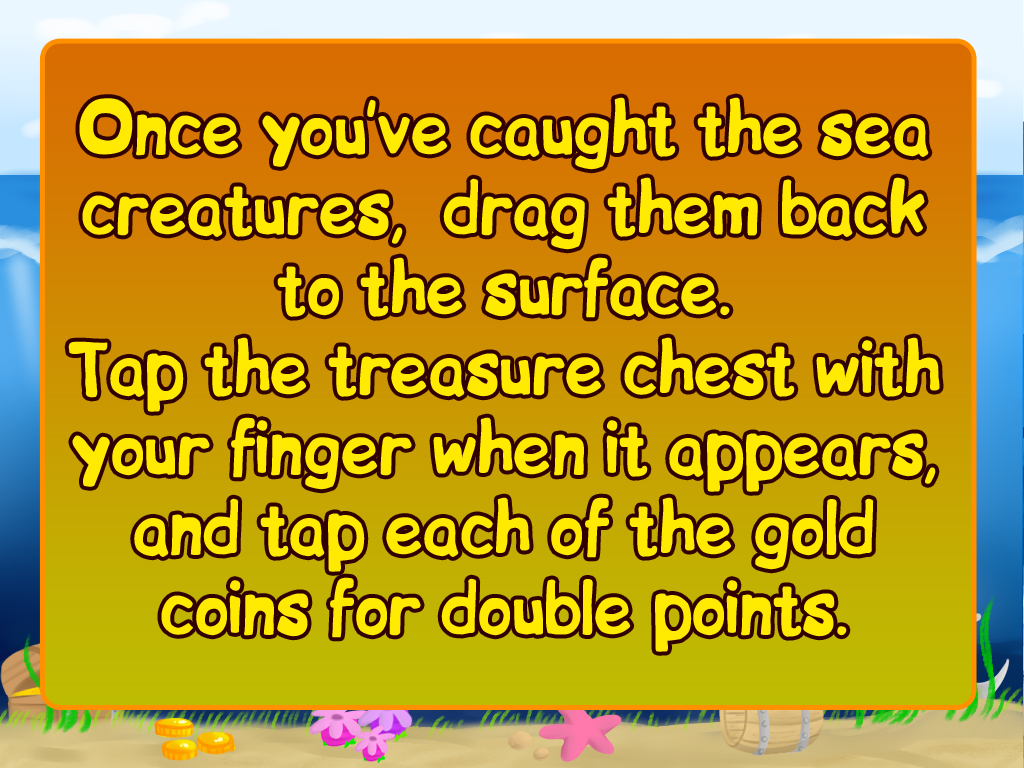 Once you've caught the sea
creatures,  drag them back
to the surface.
Tap the treasure chest with
your finger when it appears,
and tap each of the gold
coins for double points.